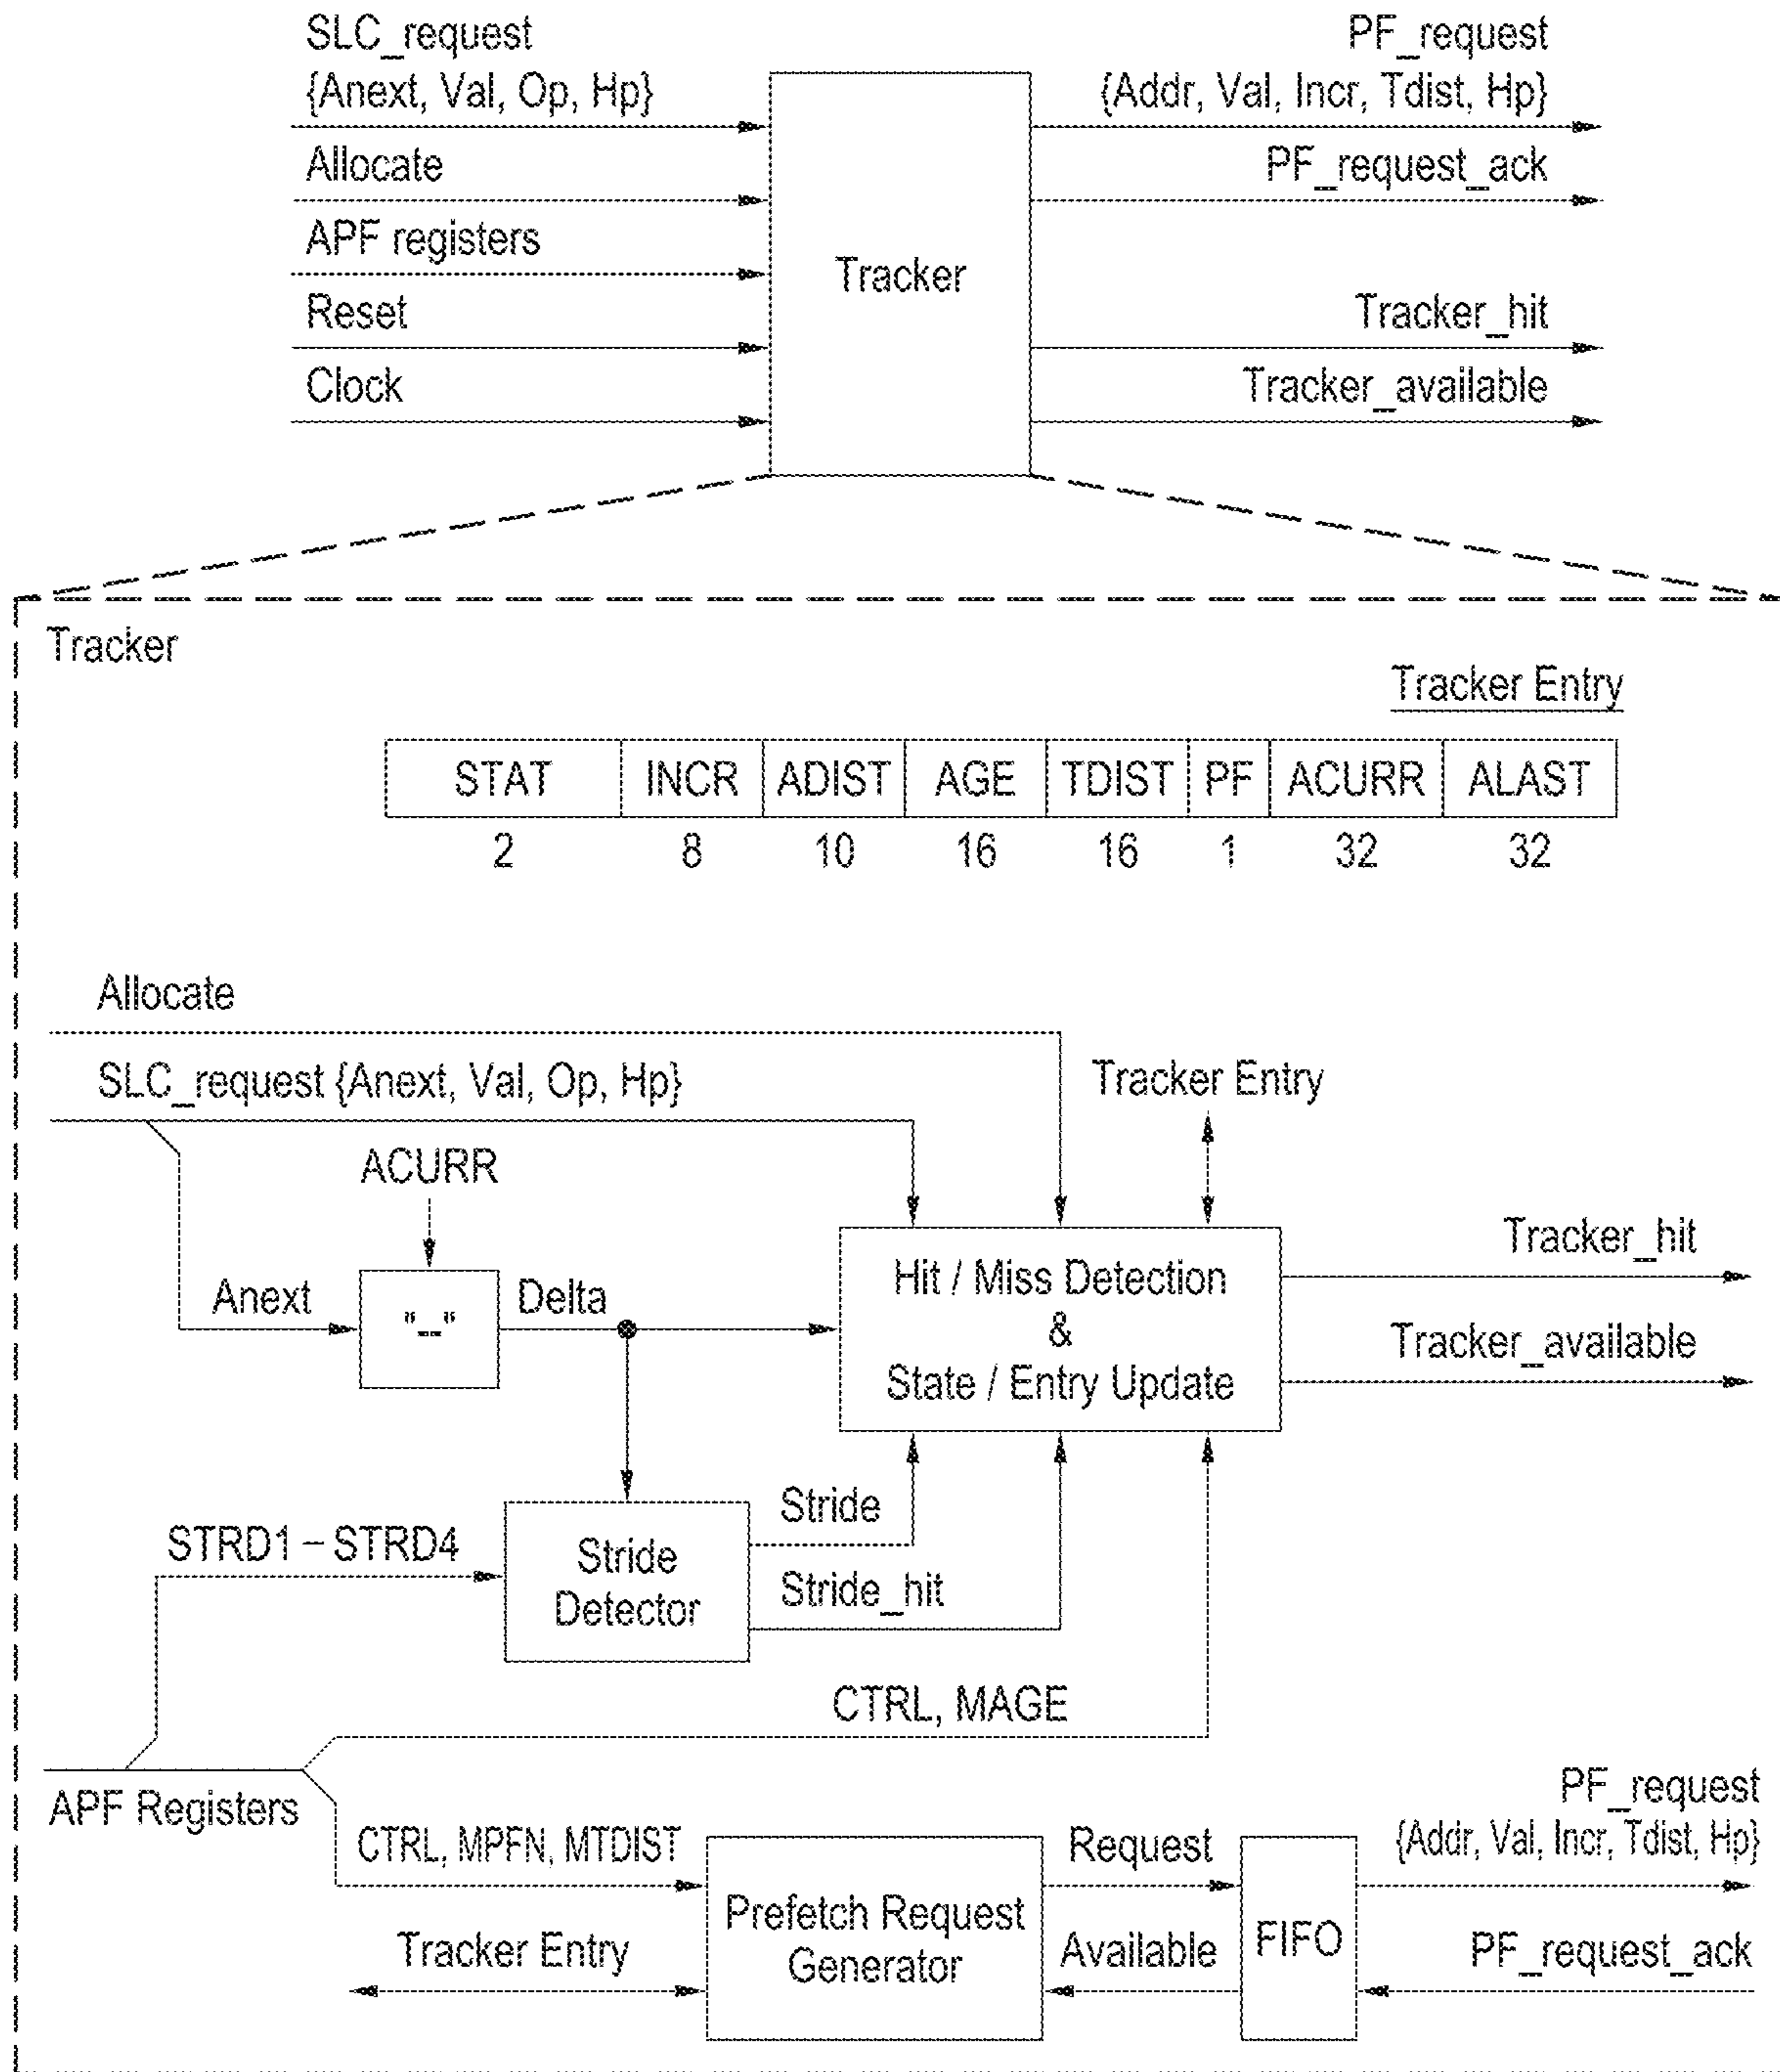 SLC_request
{Anext, Val, Op, Hp}
Allocate
APF registers
Reset
Clock
Tracker
PF_request
{Addr, Val, Incr, Tdist, Hp}
PF_request_ack
Tracker_hit
Tracker_available
Tracker
Tracker Entry
STAT INCR ADIST AGE TDIST PF ACURR ALAST
2 8 10 16 16 1 32 32
Allocate
SLC_request {Anext, Val, Op, Hp}
Tracker Entry
ACURR
Anext
"–"
Delta
Hit / Miss Detection
&
State / Entry Update
Tracker_hit
Tracker_available
STRD1 – STRD4
Stride
Detector
Stride
Stride_hit
CTRL, MAGE
APF Registers
CTRL, MPFN, MTDIST
Tracker Entry
Prefetch Request
Generator
Request
Available
FIFO
PF_request
{Addr, Val, Incr, Tdist, Hp}
PF_request_ack